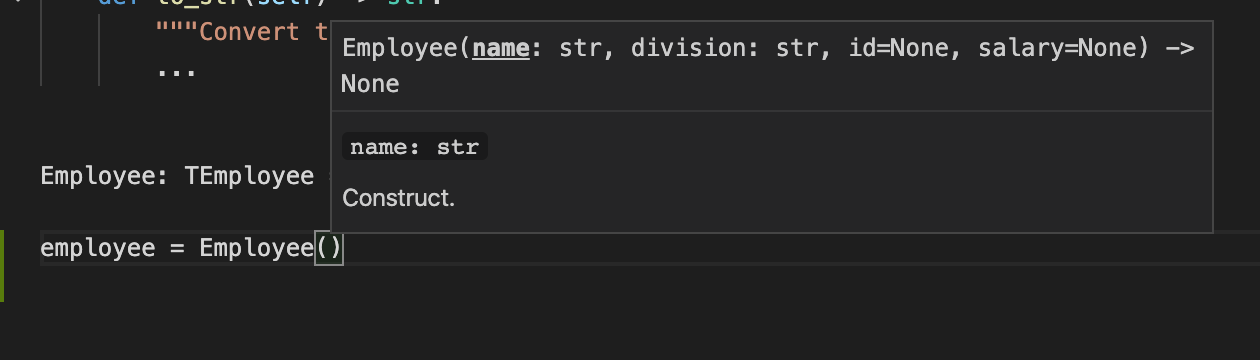 def to_str(self) -> str:
"""Convert t
...
Employee(name: str, division: str, id=None, salary=None) ->
None
name: str
Construct.
Employee: TEmployee
employee = Employee()